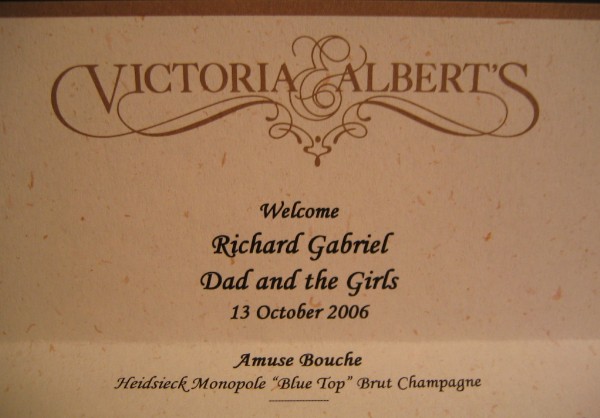 VICTORIA & ALBERT'S
Welcome
Richard Gabriel
Dad and the Girls
13 October 2006
Amuse Bouche
Heidsieck Monopole "Blue Top" Brut Champagne